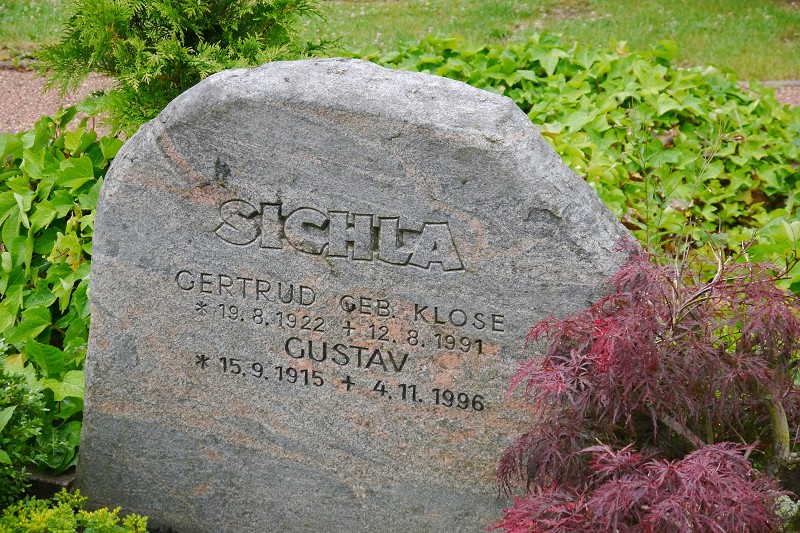 SICHLA
GERTRUD GEB. KLOSE
* 19.8.1922 + 12.8.1991
GUSTAV
* 15.9.1915 + 4.11.1996